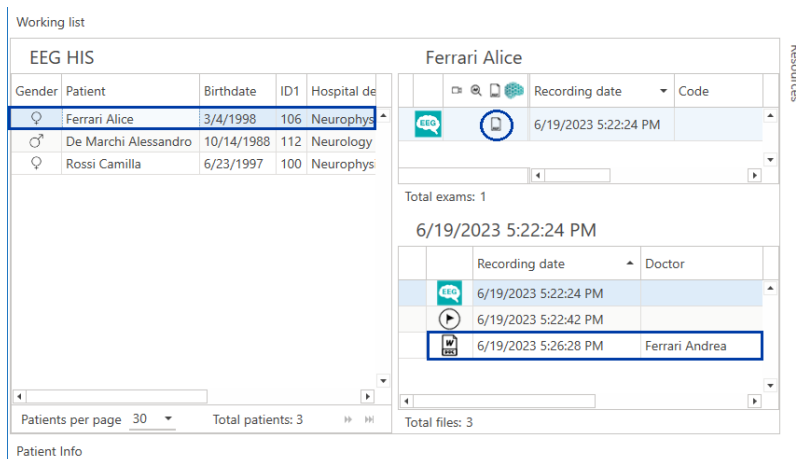 Working list
EEG HIS
Gender Patient Birthdate ID1 Hospital de
Ferrari Alice 3/4/1998 106 Neurophys
De Marchi Alessandro 10/14/1988 112 Neurology
Rossi Camilla 6/23/1997 100 Neurophys
Patients per page 30 Total patients: 3
Patient Info
Ferrari Alice
Recording date Code
EEG 6/19/2023 5:22:24 PM
Total exams: 1
6/19/2023 5:22:24 PM
Recording date Doctor
EEG 6/19/2023 5:22:24 PM
6/19/2023 5:22:42 PM
W 6/19/2023 5:26:28 PM Ferrari Andrea
Total files: 3
Resources